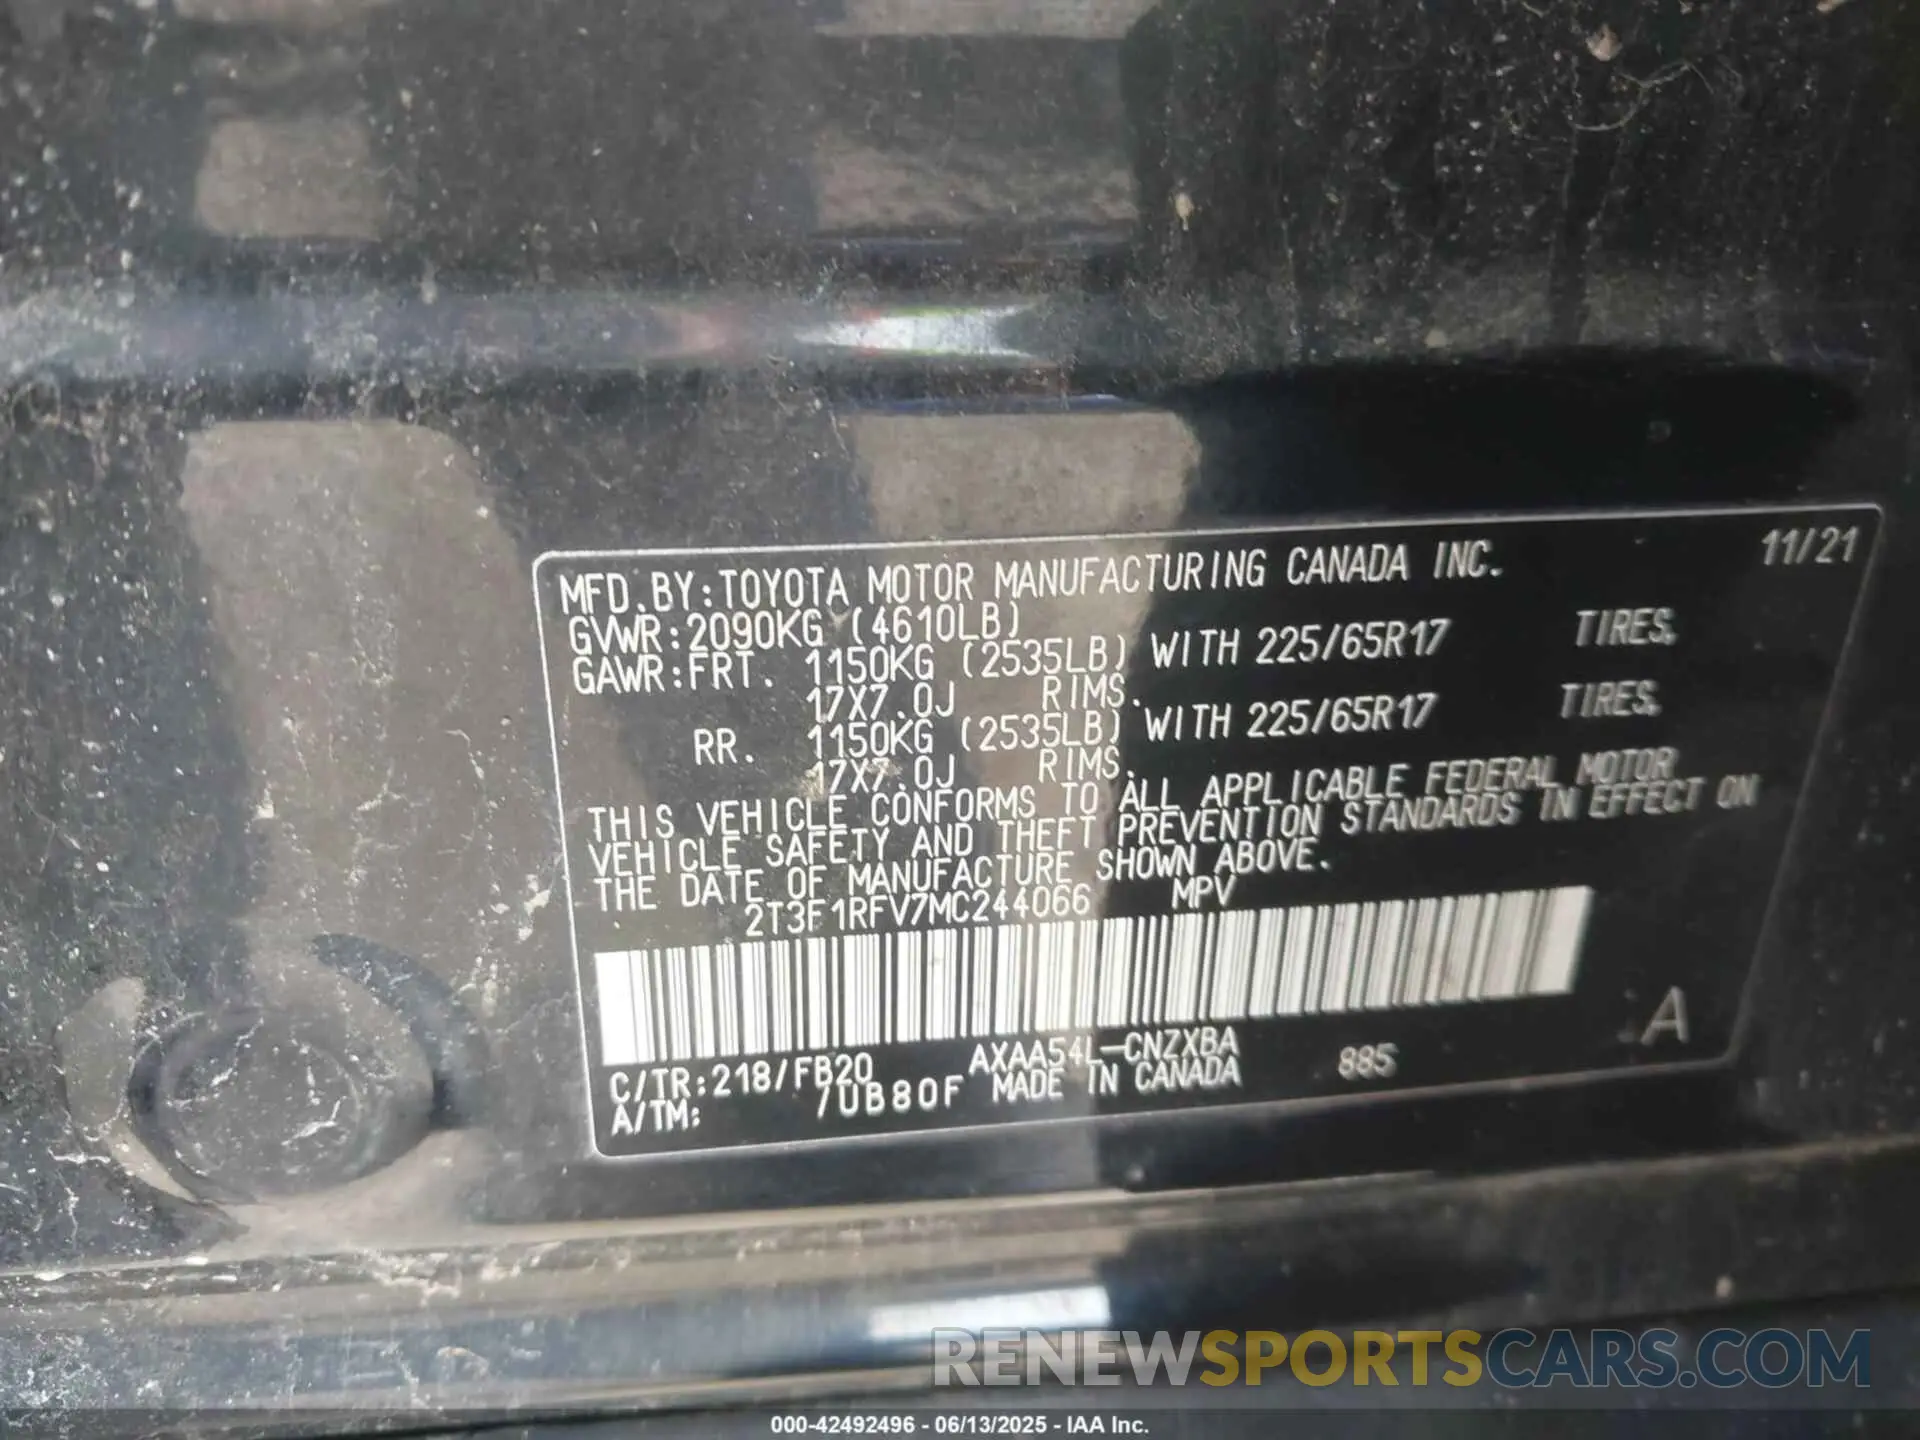 MFD.BY:TOYOTA MOTOR MANUFACTURING CANADA INC. 11/21
GVWR:2090KG (4610LB)
GAWR:FRT. 1150KG (2535LB) WITH 225/65R17 TIRES.
17X7.0J RIMS.
RR. 1150KG (2535LB) WITH 225/65R17 TIRES.
17X7.0J RIMS.
THIS VEHICLE CONFORMS TO ALL APPLICABLE FEDERAL MOTOR
VEHICLE SAFETY AND THEFT PREVENTION STANDARDS IN EFFECT ON
THE DATE OF MANUFACTURE SHOWN ABOVE.
2T3F1RFV7MC244066 MPV
A
C/TR:218/FB20 AXAA54L-CNZXBA 885
A/TM: /UB80F MADE IN CANADA
RENEWSPORTSCARS.COM
000-42492496 - 06/13/2025 - IAA Inc.